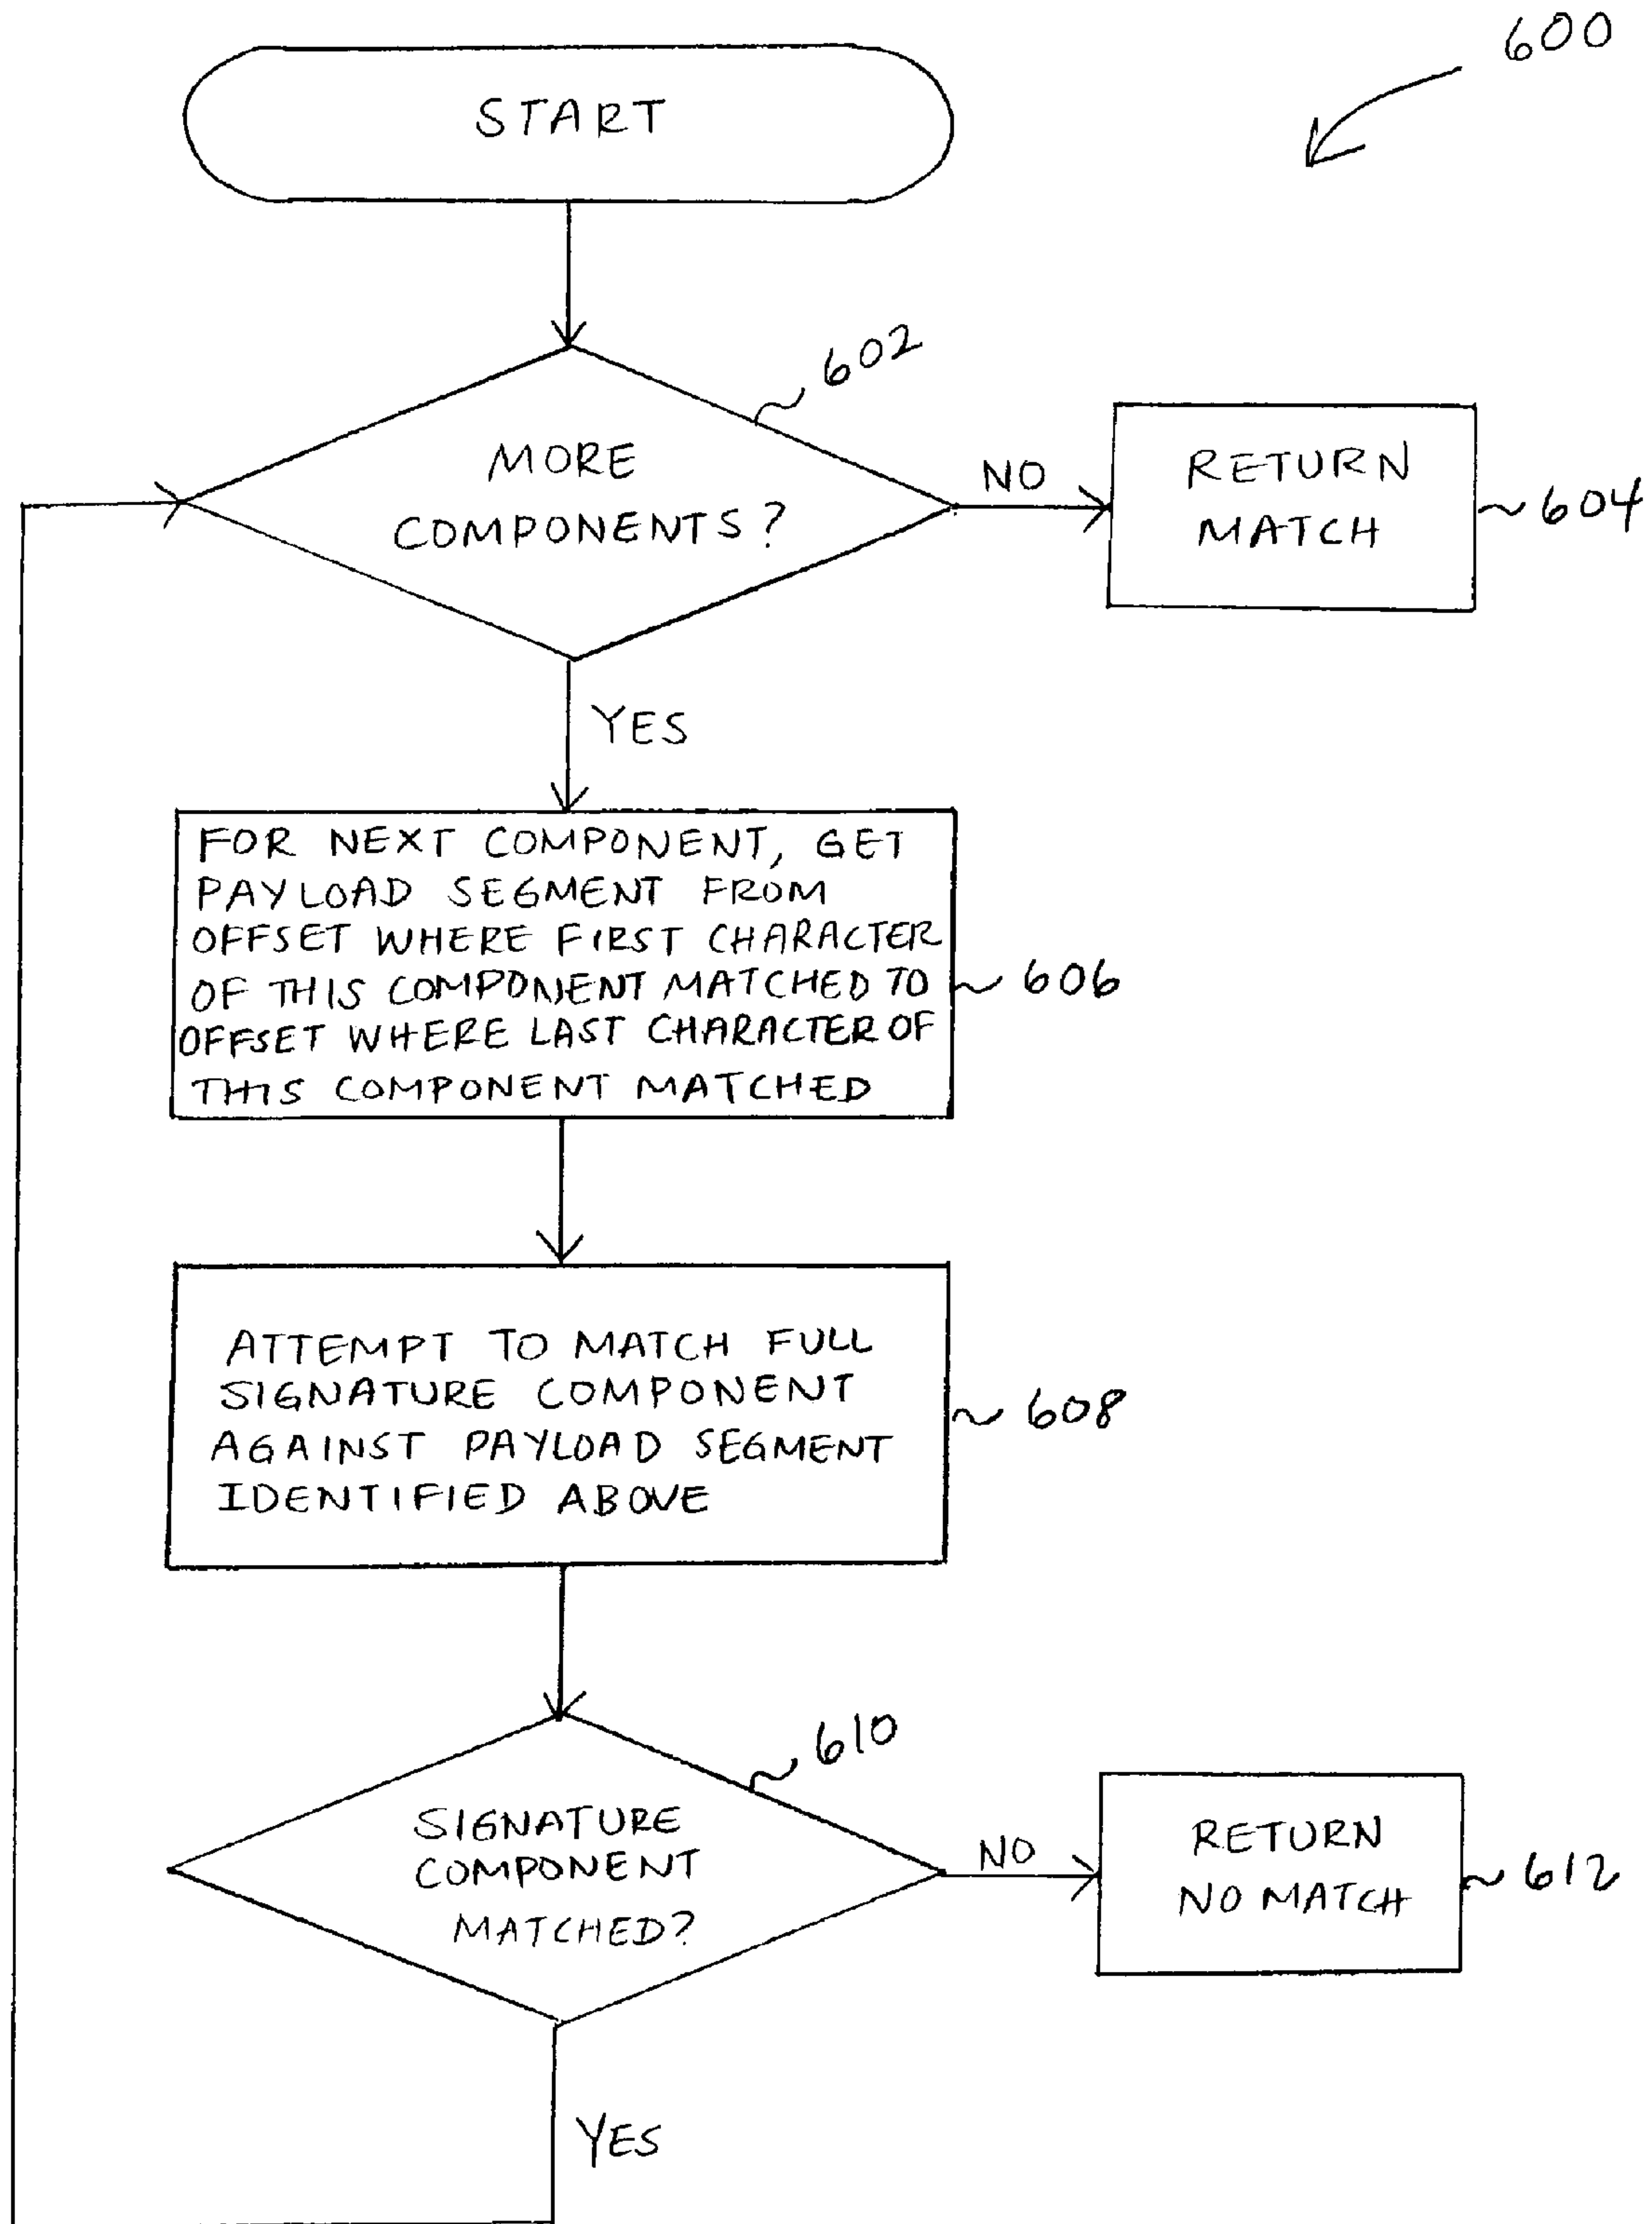 600
START
602
MORE
COMPONENTS?
NO
RETURN
MATCH
604
YES
FOR NEXT COMPONENT, GET
PAYLOAD SEGMENT FROM
OFFSET WHERE FIRST CHARACTER
OF THIS COMPONENT MATCHED TO
OFFSET WHERE LAST CHARACTER OF
THIS COMPONENT MATCHED
606
ATTEMPT TO MATCH FULL
SIGNATURE COMPONENT
AGAINST PAYLOAD SEGMENT
IDENTIFIED ABOVE
608
610
SIGNATURE
COMPONENT
MATCHED?
NO
RETURN
NO MATCH
612
YES